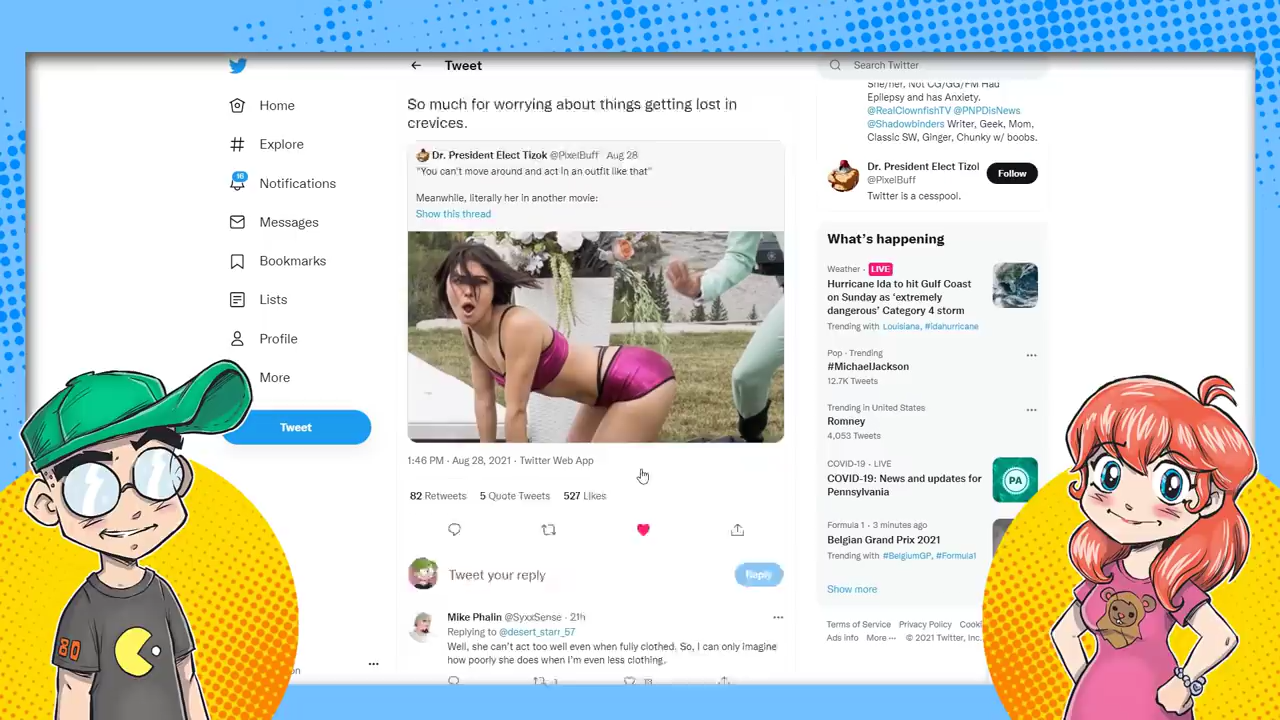 Home
Explore
16
Notifications
Messages
Bookmarks
Lists
Profile
More
Tweet
80
Tweet
So much for worrying about things getting lost in
crevices.
Dr. President Elect Tizok @PixelBuff Aug 28
"You can't move around and act in an outfit like that"
Meanwhile, literally her in another movie:
Show this thread
1:46 PM · Aug 28, 2021 · Twitter Web App
82 Retweets 5 Quote Tweets 527 Likes
Tweet your reply
Reply
Mike Phalin @SyxxSense · 21h
Replying to @desert_starr_57
Well, she can't act too well even when fully clothed. So, I can only imagine
how poorly she does when I'm even less clothing.
Search Twitter
She/her, Not CG/GG/FM Had
Epilepsy and has Anxiety.
@RealClownfishTV @PNPDisNews
@Shadowbinders Writer, Geek, Mom,
Classic SW, Ginger, Chunky w/ boobs.
Dr. President Elect Tizol
@PixelBuff
Follow
Twitter is a cesspool.
What's happening
Weather · LIVE
Hurricane Ida to hit Gulf Coast
on Sunday as 'extremely
dangerous' Category 4 storm
Trending with Louisiana, #idahurricane
Pop · Trending
#MichaelJackson
12.7K Tweets
Trending in United States
Romney
4,053 Tweets
COVID-19 · LIVE
COVID-19: News and updates for
Pennsylvania
PA
Formula 1 · 3 minutes ago
Belgian Grand Prix 2021
Trending with #BelgiumGP, #Formula1
Show more
Terms of Service Privacy Policy Cooki
Ads info More ··· © 2021 Twitter, Inc.